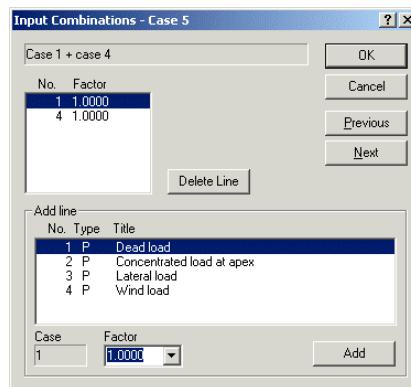 Input Combinations - Case 5
Case 1 + case 4
OK
No. Factor
1 1.0000
4 1.0000
Cancel
Previous
Next
Delete Line
Add line
No. Type Title
1 P Dead load
2 P Concentrated load at apex
3 P Lateral load
4 P Wind load
Case Factor
1 1.0000 Add